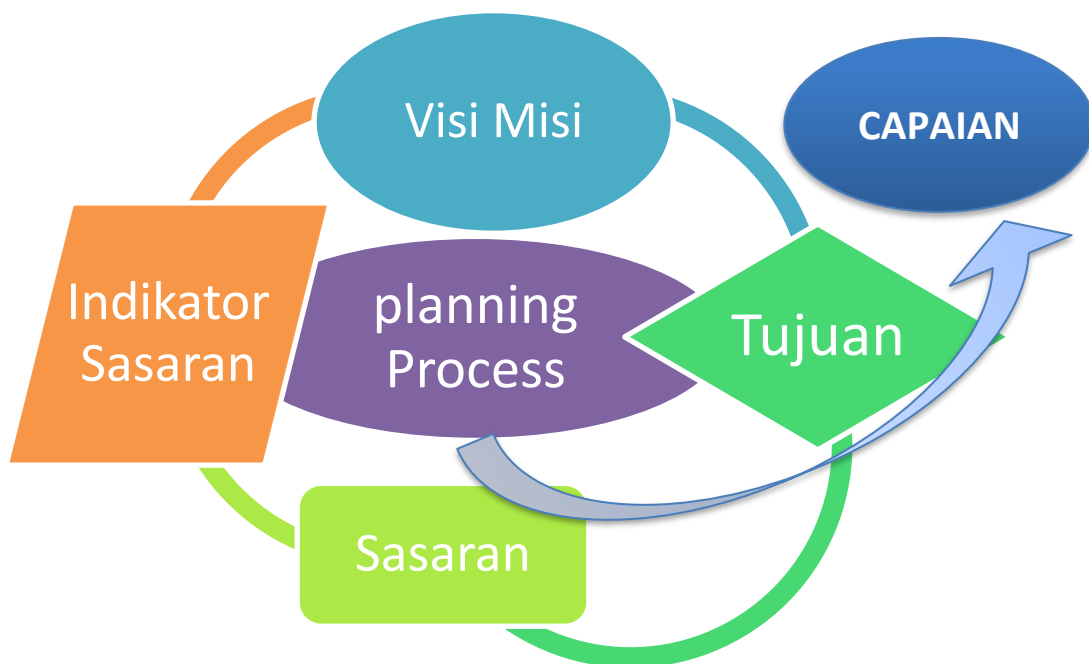 Visi Misi
CAPAIAN
Indikator
Sasaran
planning
Process
Tujuan
Sasaran